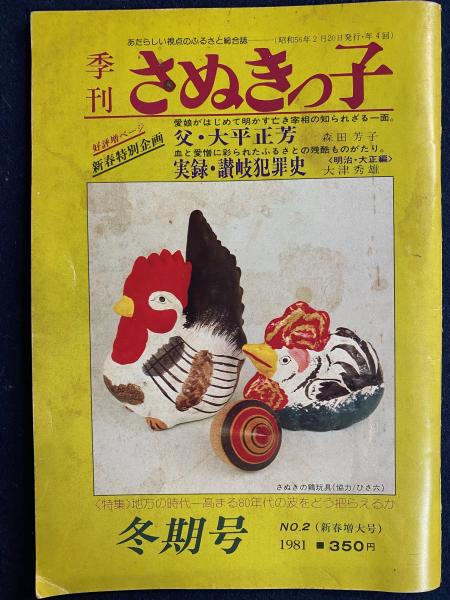 あたらしい視点のふるさと総合誌――(昭和56年2月20日発行・年4回)
季刊
さぬきっ子
好評増ページ
新春特別企画
愛娘がはじめて明かす亡き宰相の知られざる一面。
父・大平正芳 森田芳子
血と愛憎に彩られたふるさとの残酷ものがたり。
実録・讃岐犯罪史 〈明治・大正編〉
大津秀雄
さぬきの鶏玩具(協力/ひさ六)
〈特集〉地方の時代―高まる80年代の波をどう把らえるか
冬期号
NO.2(新春増大号)
1981 ■350円